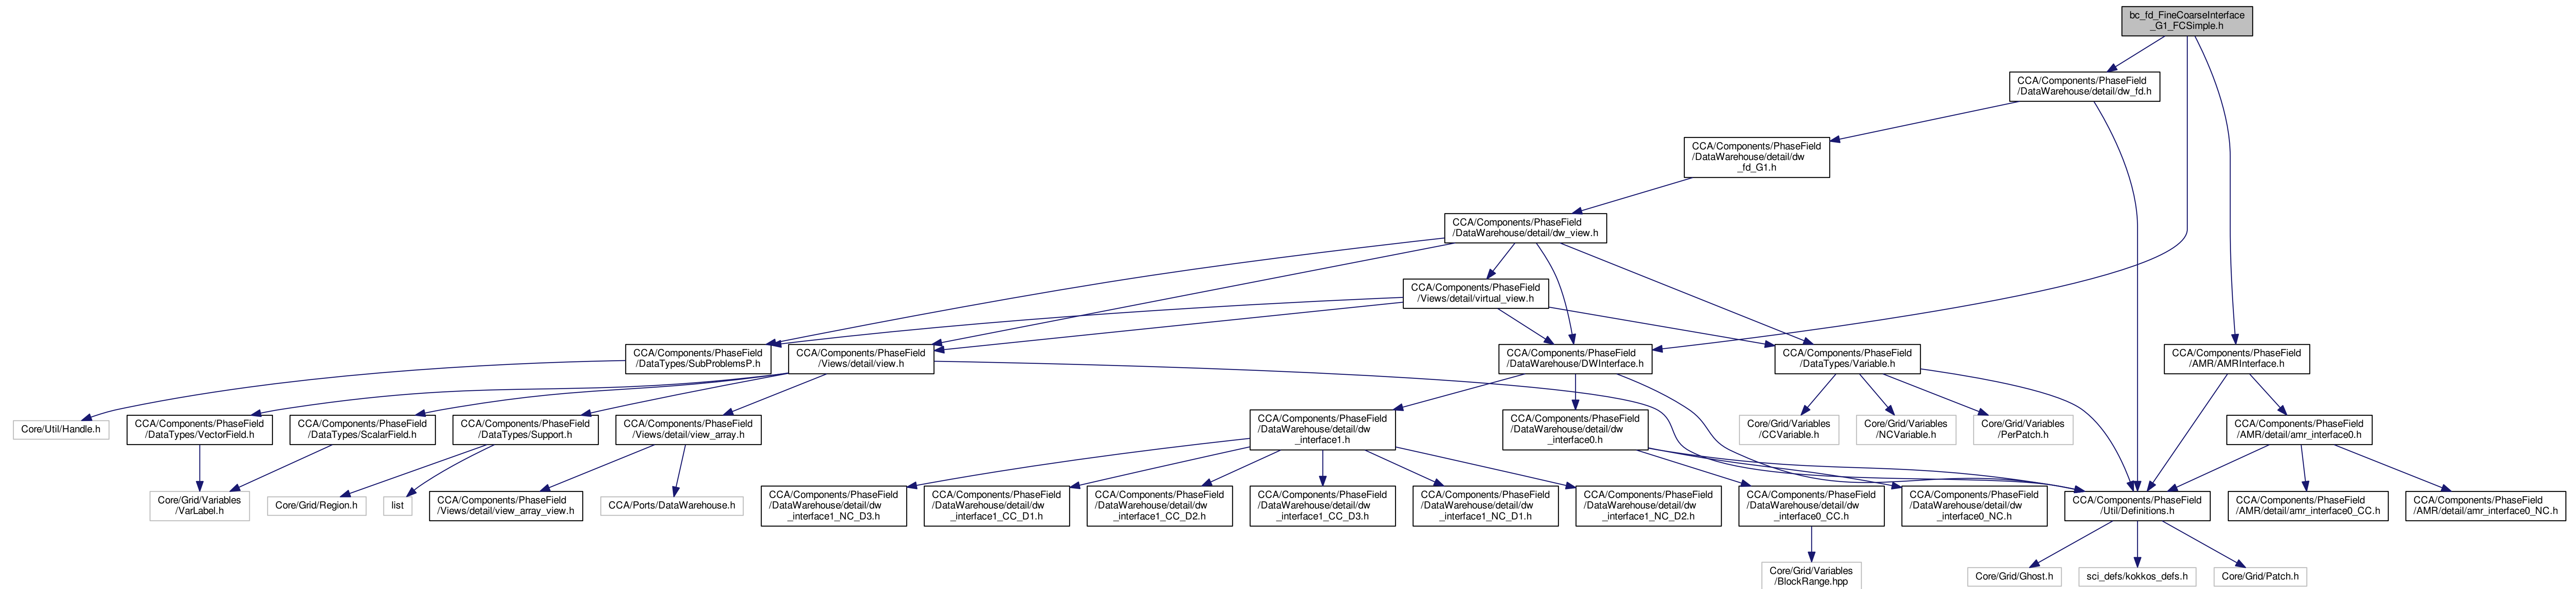 bc_fd_FineCoarseInterface
_G1_FCSimple.h
CCA/Components/PhaseField
/DataWarehouse/detail/dw_fd.h
CCA/Components/PhaseField
/DataWarehouse/detail/dw
_fd_G1.h
CCA/Components/PhaseField
/DataWarehouse/detail/dw_view.h
CCA/Components/PhaseField
/Views/detail/virtual_view.h
CCA/Components/PhaseField
/DataTypes/SubProblemsP.h
CCA/Components/PhaseField
/Views/detail/view.h
CCA/Components/PhaseField
/DataWarehouse/DWInterface.h
CCA/Components/PhaseField
/DataTypes/Variable.h
CCA/Components/PhaseField
/AMR/AMRInterface.h
Core/Util/Handle.h
CCA/Components/PhaseField
/DataTypes/VectorField.h
CCA/Components/PhaseField
/DataTypes/ScalarField.h
CCA/Components/PhaseField
/DataTypes/Support.h
CCA/Components/PhaseField
/Views/detail/view_array.h
CCA/Components/PhaseField
/DataWarehouse/detail/dw
_interface1.h
CCA/Components/PhaseField
/DataWarehouse/detail/dw
_interface0.h
Core/Grid/Variables
/CCVariable.h
Core/Grid/Variables
/NCVariable.h
Core/Grid/Variables
/PerPatch.h
CCA/Components/PhaseField
/AMR/detail/amr_interface0.h
Core/Grid/Variables
/VarLabel.h
Core/Grid/Region.h
list
CCA/Components/PhaseField
/Views/detail/view_array_view.h
CCA/Ports/DataWarehouse.h
CCA/Components/PhaseField
/DataWarehouse/detail/dw
_interface1_NC_D3.h
CCA/Components/PhaseField
/DataWarehouse/detail/dw
_interface1_CC_D1.h
CCA/Components/PhaseField
/DataWarehouse/detail/dw
_interface1_CC_D2.h
CCA/Components/PhaseField
/DataWarehouse/detail/dw
_interface1_CC_D3.h
CCA/Components/PhaseField
/DataWarehouse/detail/dw
_interface1_NC_D1.h
CCA/Components/PhaseField
/DataWarehouse/detail/dw
_interface1_NC_D2.h
CCA/Components/PhaseField
/DataWarehouse/detail/dw
_interface0_CC.h
CCA/Components/PhaseField
/DataWarehouse/detail/dw
_interface0_NC.h
CCA/Components/PhaseField
/Util/Definitions.h
CCA/Components/PhaseField
/AMR/detail/amr_interface0_CC.h
CCA/Components/PhaseField
/AMR/detail/amr_interface0_NC.h
Core/Grid/Variables
/BlockRange.hpp
Core/Grid/Ghost.h
sci_defs/kokkos_defs.h
Core/Grid/Patch.h